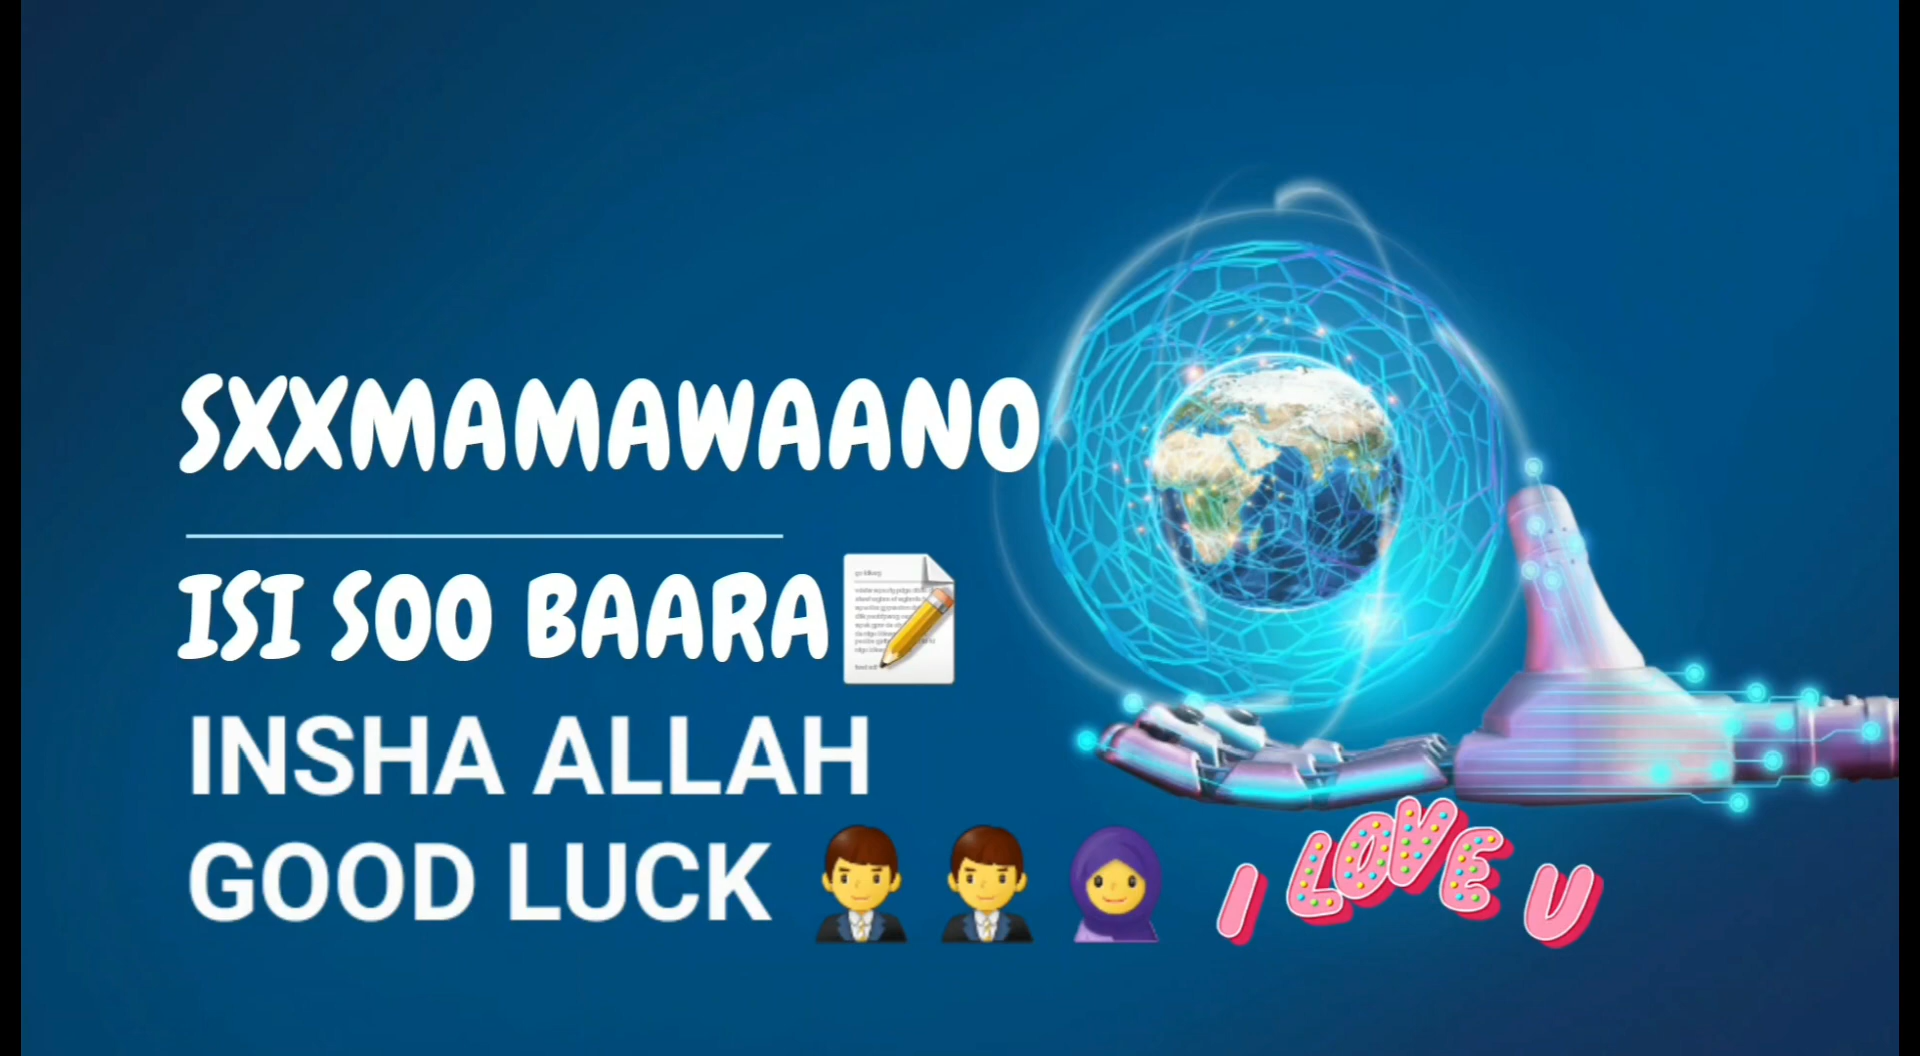 SXXMAMAWAANO
ISI SOO BAARA📝
INSHA ALLAH
GOOD LUCK 🤵‍♂️ 🤵‍♂️ 🧕 I LOVE U